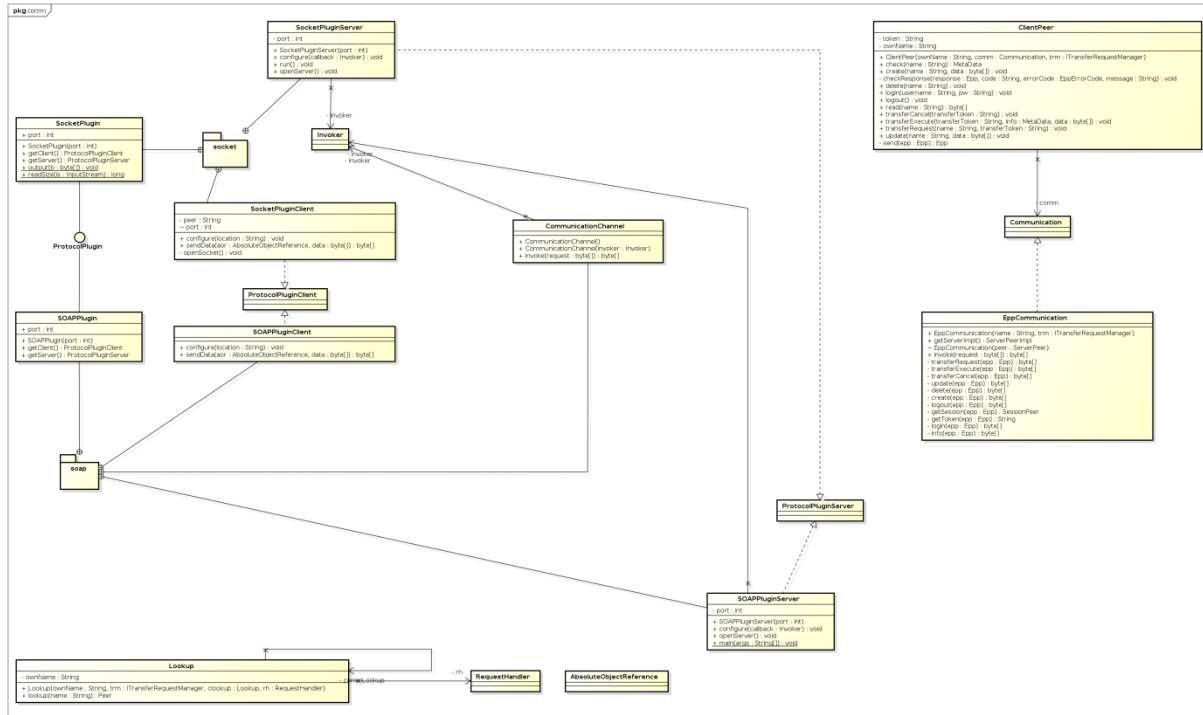 pkg comm
SocketPluginServer
- port : int
+ SocketPluginServer(port : int)
+ configure(callback : Invoker) : void
+ run() : void
+ openServer() : void
ClientPeer
- token : String
- ownName : String
+ ClientPeer(ownName : String, comm : Communication, trm : ITransferRequestManager)
+ check(name : String) : MetaData
+ create(name : String, data : byte[]) : void
- checkResponse(response : Epp, code : String, errorCode : EppErrorCode, message : String) : void
+ delete(name : String) : void
+ login(username : String, pw : String) : void
+ logout() : void
+ read(name : String) : byte[]
+ transferCancel(transferToken : String) : void
+ transferExecute(transferToken : String, info : MetaData, data : byte[]) : void
+ transferRequest(name : String, transferToken : String) : void
+ update(name : String, data : byte[]) : void
- send(epp : Epp) : Epp
- invoker
SocketPlugin
+ port : int
+ SocketPlugin(port : int)
+ getClient() : ProtocolPluginClient
+ getServer() : ProtocolPluginServer
+ output(b : byte[]) : void
+ readSize(is : InputStream) : long
socket
Invoker
- invoker
- invoker
SocketPluginClient
- peer : String
~ port : int
+ configure(location : String) : void
+ sendData(aor : AbsoluteObjectReference, data : byte[]) : byte[]
- openSocket() : void
CommunicationChannel
+ CommunicationChannel()
+ CommunicationChannel(invoker : Invoker)
+ invoke(request : byte[]) : byte[]
- comm
Communication
ProtocolPlugin
ProtocolPluginClient
SOAPPlugin
+ port : int
+ SOAPPlugin(port : int)
+ getClient() : ProtocolPluginClient
+ getServer() : ProtocolPluginServer
SOAPPluginClient
+ configure(location : String) : void
+ sendData(aor : AbsoluteObjectReference, data : byte[]) : byte[]
EppCommunication
+ EppCommunication(name : String, trm : ITransferRequestManager)
+ getServerImpl() : ServerPeerImpl
~ EppCommunication(peer : ServerPeer)
+ invoke(request : byte[]) : byte[]
- transferRequest(epp : Epp) : byte[]
- transferExecute(epp : Epp) : byte[]
- transferCancel(epp : Epp) : byte[]
- update(epp : Epp) : byte[]
- delete(epp : Epp) : byte[]
- create(epp : Epp) : byte[]
- logout(epp : Epp) : byte[]
- getSession(epp : Epp) : SessionPeer
- getToken(epp : Epp) : String
- login(epp : Epp) : byte[]
- info(epp : Epp) : byte[]
soap
ProtocolPluginServer
SOAPPluginServer
- port : int
+ SOAPPluginServer(port : int)
+ configure(callback : Invoker) : void
+ openServer() : void
+ main(args : String[]) : void
Lookup
- ownName : String
+ Lookup(ownName : String, trm : ITransferRequestManager, clookup : Lookup, rh : RequestHandler)
+ lookup(name : String) : Peer
- rh
RequestHandler
AbsoluteObjectReference